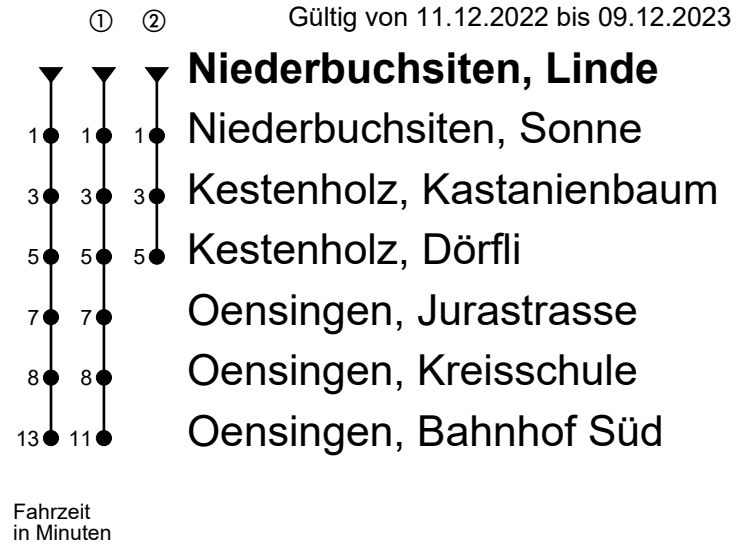 ① ② Gültig von 11.12.2022 bis 09.12.2023
Niederbuchsiten, Linde
1 1 1 Niederbuchsiten, Sonne
3 3 3 Kestenholz, Kastanienbaum
5 5 5 Kestenholz, Dörfli
7 7 Oensingen, Jurastrasse
8 8 Oensingen, Kreisschule
13 11 Oensingen, Bahnhof Süd
Fahrzeit
in Minuten